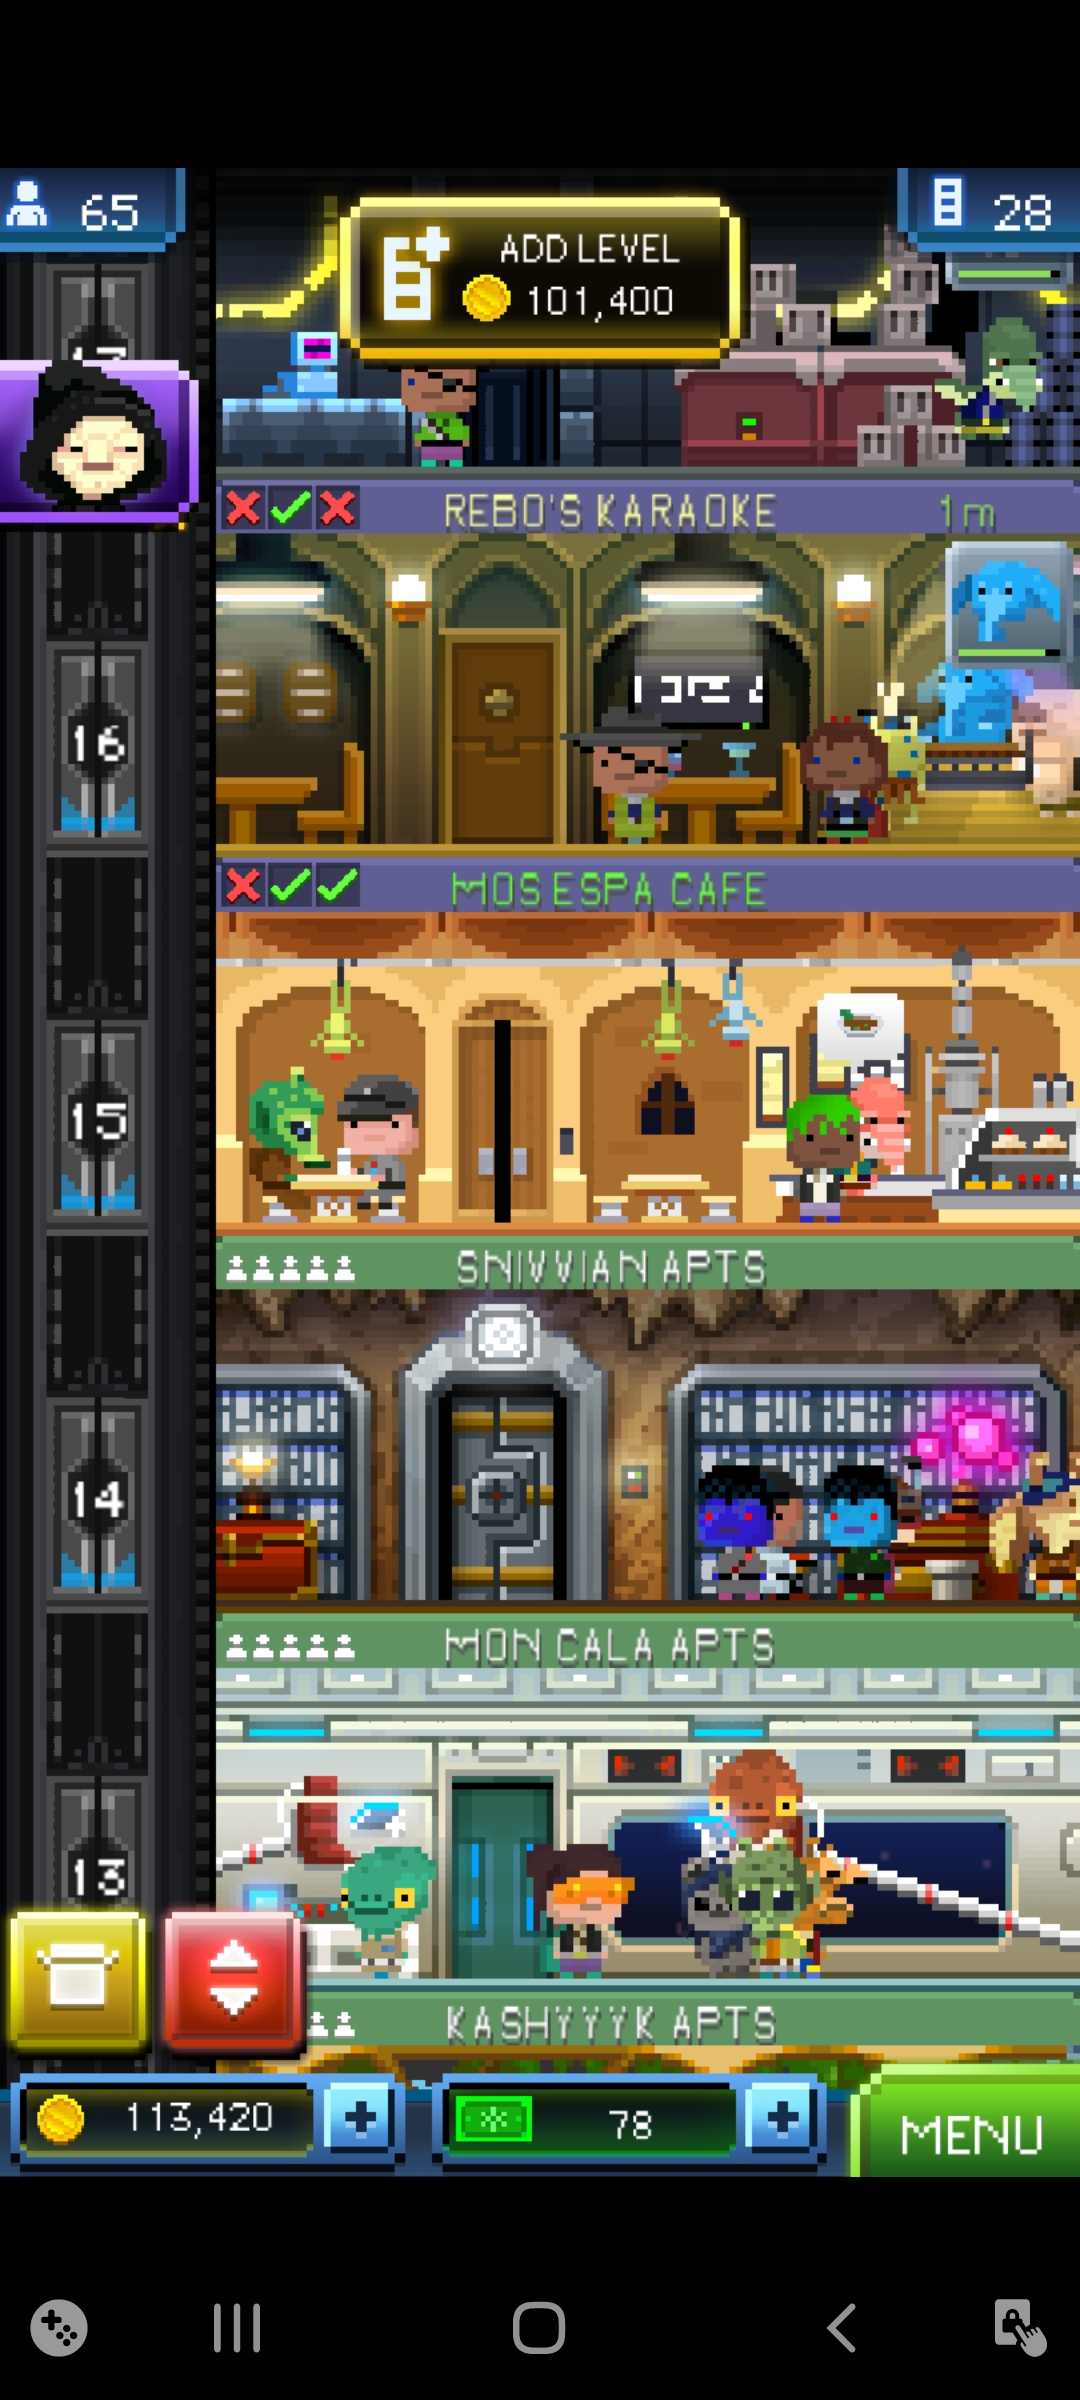 65
28
ADD LEVEL
101,400
17
REBO'S KARAOKE
1m
16
MOS ESPA CAFE
15
SNIVVIAN APTS
14
MON CALA APTS
13
KASHYYYK APTS
113,420
78
MENU